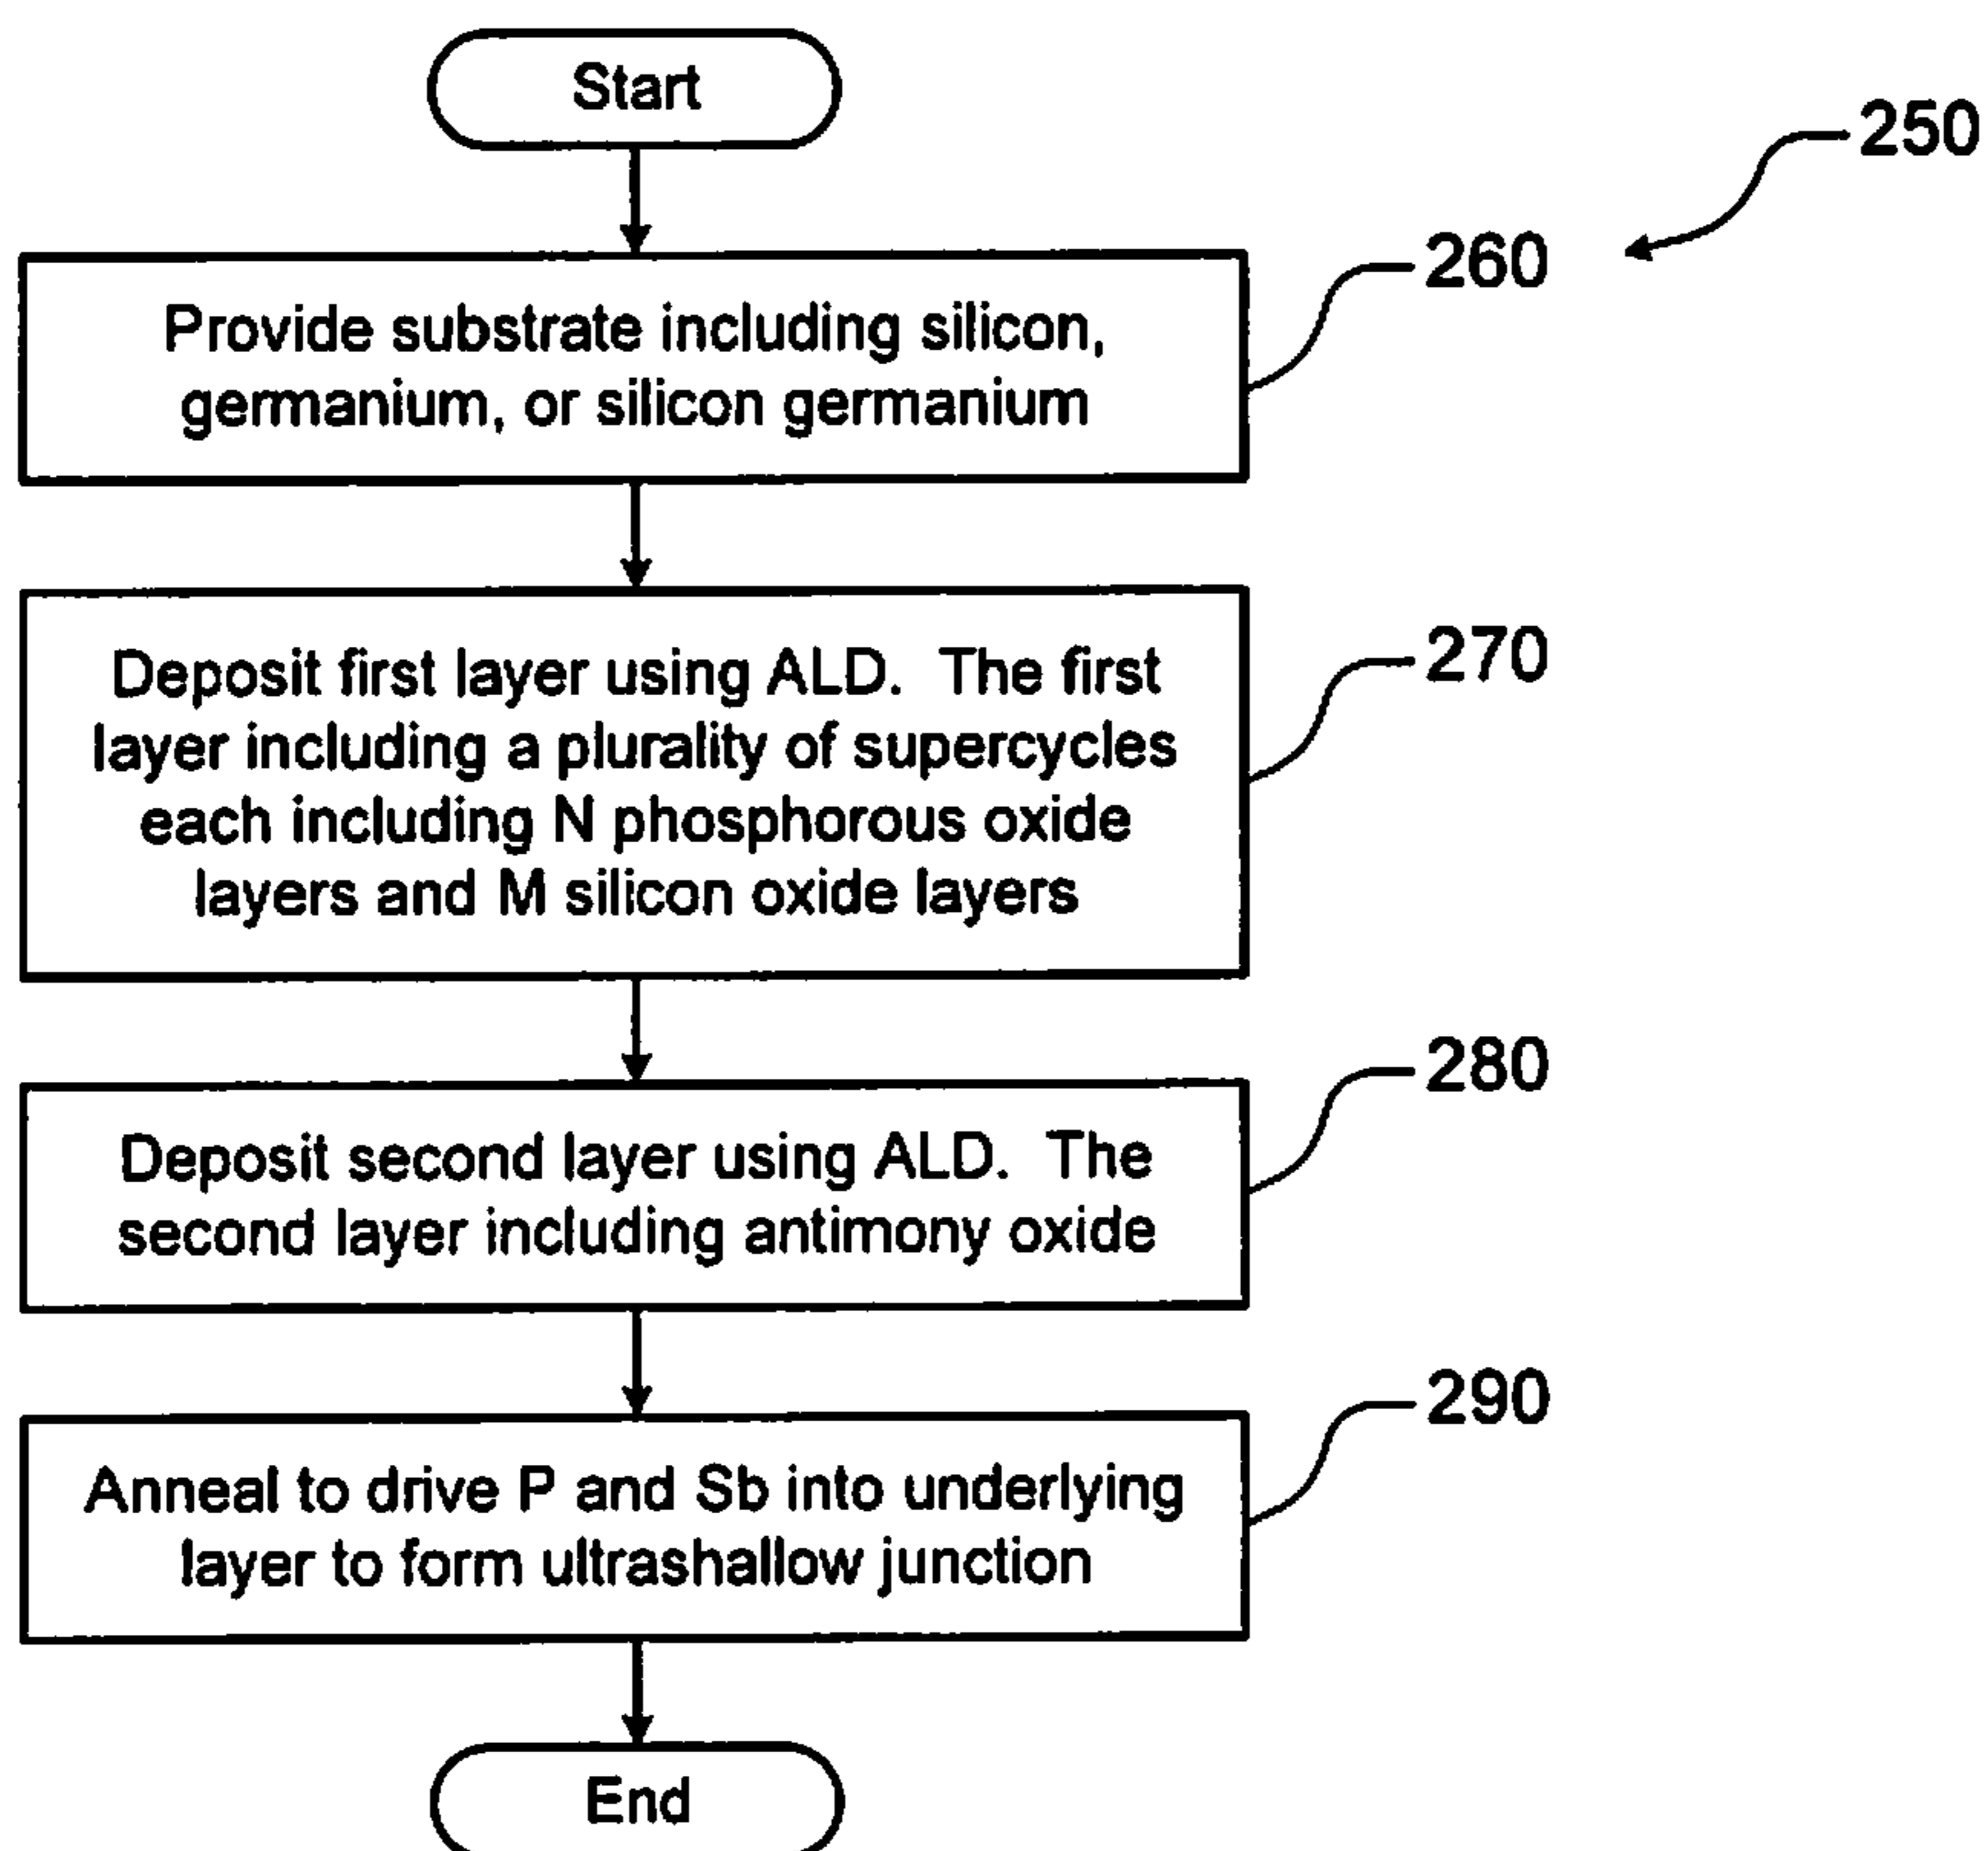 Start
250
260
Provide substrate including silicon,
germanium, or silicon germanium
270
Deposit first layer using ALD. The first
layer including a plurality of supercycles
each including N phosphorous oxide
layers and M silicon oxide layers
280
Deposit second layer using ALD. The
second layer including antimony oxide
290
Anneal to drive P and Sb into underlying
layer to form ultrashallow junction
End